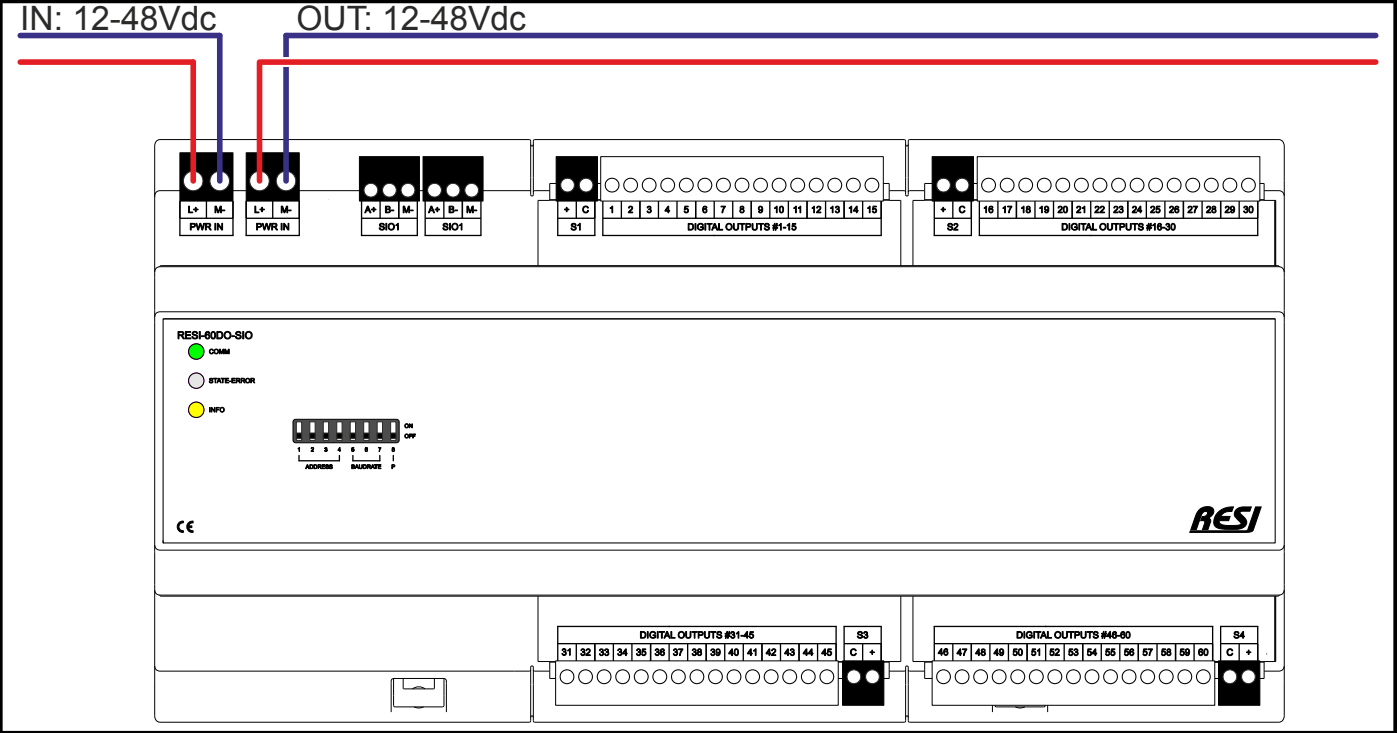 IN: 12-48Vdc OUT: 12-48Vdc
L+ M- L+ M- A+ B- M- A+ B- M- + C 1 2 3 4 5 6 7 8 9 10 11 12 13 14 15 + C 16 17 18 19 20 21 22 23 24 25 26 27 28 29 30
PWR IN PWR IN SIO1 SIO1 S1 DIGITAL OUTPUTS #1-15 S2 DIGITAL OUTPUTS #16-30
RESI-60DO-SIO
COMM
STATE-ERROR
INFO
ON
OFF
1 2 3 4 5 6 7 8
ADDRESS BAUDRATE P
CE RESI
DIGITAL OUTPUTS #31-45 S3 DIGITAL OUTPUTS #46-60 S4
31 32 33 34 35 36 37 38 39 40 41 42 43 44 45 C + 46 47 48 49 50 51 52 53 54 55 56 57 58 59 60 C +